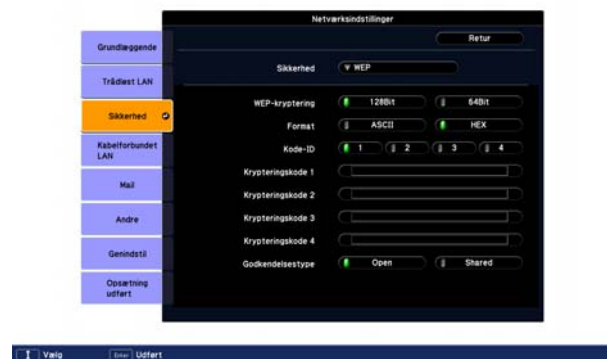 Netværksindstillinger
Retur
Grundlæggende
Trådløst LAN
Sikkerhed
Kabelforbundet
LAN
Mail
Andre
Genindstil
Opsætning
udført
Sikkerhed WEP
WEP-kryptering 128Bit 64Bit
Format ASCII HEX
Kode-ID 1 2 3 4
Krypteringskode 1
Krypteringskode 2
Krypteringskode 3
Krypteringskode 4
Godkendelsestype Open Shared
Vælg Enter Udført